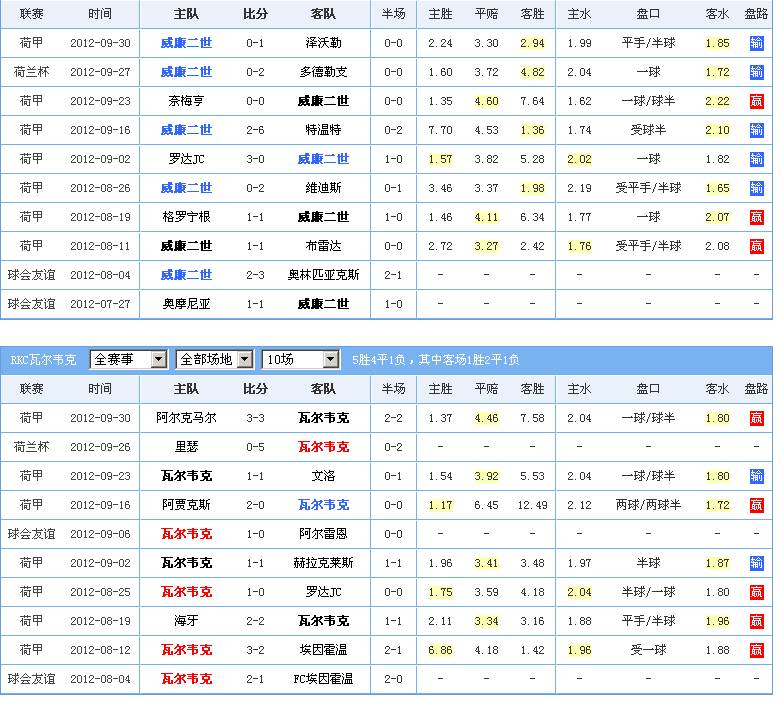 联赛 时间 主队 比分 客队 半场 主胜 平赔 客胜 主水 盘口 客水 盘路
荷甲 2012-09-30 威廉二世 0-1 泽沃勒 0-0 2.24 3.30 2.94 1.99 平手/半球 1.85 输
荷兰杯 2012-09-27 威廉二世 0-2 多德勒支 0-0 1.60 3.72 4.82 2.04 一球 1.72 输
荷甲 2012-09-23 奈梅亨 0-0 威廉二世 0-0 1.35 4.60 7.64 1.62 一球/球半 2.22 赢
荷甲 2012-09-16 威廉二世 2-6 特温特 0-2 7.70 4.53 1.36 1.74 受球半 2.10 输
荷甲 2012-09-02 罗达JC 3-0 威廉二世 1-0 1.57 3.82 5.28 2.02 一球 1.82 输
荷甲 2012-08-26 威廉二世 0-2 维迪斯 0-1 3.46 3.37 1.98 2.19 受平手/半球 1.65 输
荷甲 2012-08-19 格罗宁根 1-1 威廉二世 1-0 1.46 4.11 6.34 1.77 一球 2.07 赢
荷甲 2012-08-11 威廉二世 1-1 布雷达 0-0 2.72 3.27 2.42 1.76 受平手/半球 2.08 赢
球会友谊 2012-08-04 威廉二世 2-3 奥林匹亚克斯 2-1 - - - - - - -
球会友谊 2012-07-27 奥摩尼亚 1-1 威廉二世 1-0 - - - - - - -
RKC瓦尔韦克 全赛事 全部场地 10场 5胜4平1负，其中客场1胜2平1负
联赛 时间 主队 比分 客队 半场 主胜 平赔 客胜 主水 盘口 客水 盘路
荷甲 2012-09-30 阿尔克马尔 3-3 瓦尔韦克 2-2 1.37 4.46 7.58 2.04 一球/球半 1.80 赢
荷兰杯 2012-09-26 里瑟 0-5 瓦尔韦克 0-2 - - - - - - -
荷甲 2012-09-23 瓦尔韦克 1-1 文洛 0-1 1.54 3.92 5.53 2.04 一球/球半 1.80 输
荷甲 2012-09-16 阿贾克斯 2-0 瓦尔韦克 0-0 1.17 6.45 12.49 2.12 两球/两球半 1.72 赢
球会友谊 2012-09-06 瓦尔韦克 1-0 阿尔雷恩 0-0 - - - - - - -
荷甲 2012-09-02 瓦尔韦克 1-1 赫拉克莱斯 1-1 1.96 3.41 3.48 1.97 半球 1.87 输
荷甲 2012-08-25 瓦尔韦克 1-0 罗达JC 0-0 1.75 3.59 4.18 2.04 半球/一球 1.80 赢
荷甲 2012-08-19 海牙 2-2 瓦尔韦克 1-1 2.11 3.34 3.16 1.88 平手/半球 1.96 赢
荷甲 2012-08-12 瓦尔韦克 3-2 埃因霍温 2-1 6.86 4.18 1.42 1.96 受一球 1.88 赢
球会友谊 2012-08-04 瓦尔韦克 2-1 FC埃因霍温 2-0 - - - - - - -